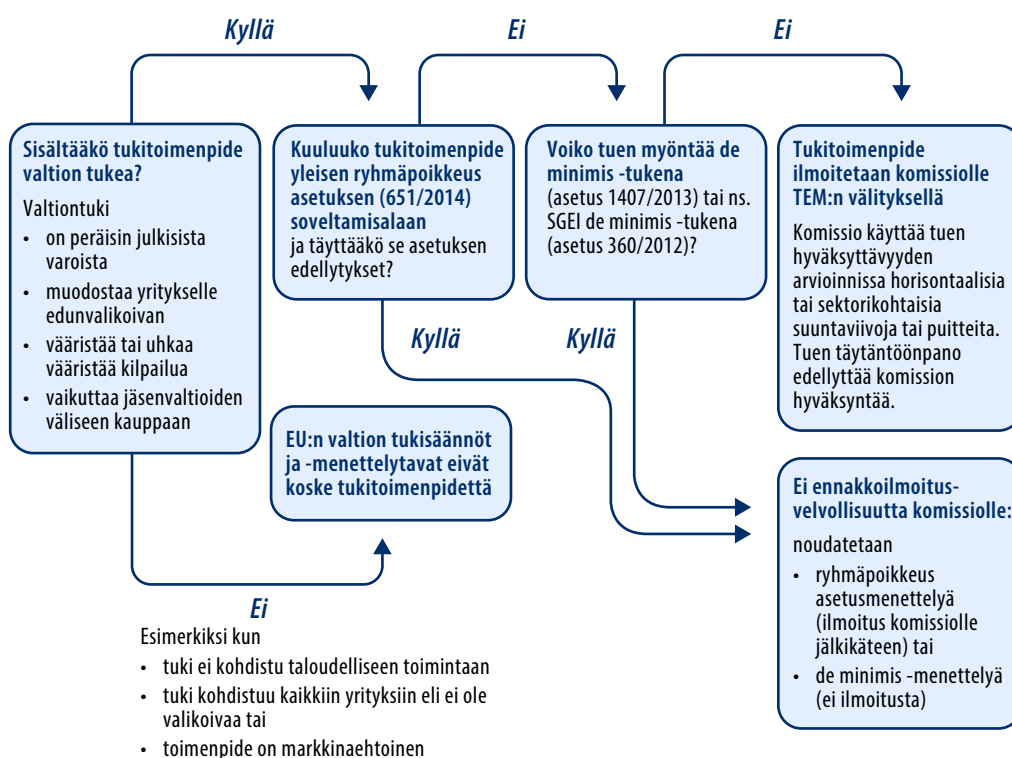 Kyllä
Ei
Ei
Sisältääkö tukitoimenpide
valtion tukea?
Valtiontuki
• on peräisin julkisista
varoista
• muodostaa yritykselle
edunvalikoivan
• vääristää tai uhkaa
vääristää kilpailua
• vaikuttaa jäsenvaltioiden
väliseen kauppaan
Kuuluuko tukitoimenpide
yleisen ryhmäpoikkeus
asetuksen (651/2014)
soveltamisalaan
ja täyttääkö se asetuksen
edellytykset?
Voiko tuen myöntää de
minimis -tukena
(asetus 1407/2013) tai ns.
SGEI de minimis -tukena
(asetus 360/2012)?
Tukitoimenpide
ilmoitetaan komissiolle
TEM:n välityksellä
Komissio käyttää tuen
hyväksyttävyyden
arvioinnissa horisontaalisia
tai sektorikohtaisia
suuntaviivoja tai puitteita.
Tuen täytäntöönpano
edellyttää komission
hyväksyntää.
Kyllä
Kyllä
EU:n valtion tukisäännöt
ja -menettelytavat eivät
koske tukitoimenpidettä
Ei ennakkoilmoitus-
velvollisuutta komissiolle:
noudatetaan
• ryhmäpoikkeus
asetusmenettelyä
(ilmoitus komissiolle
jälkikäteen) tai
• de minimis -menettelyä
(ei ilmoitusta)
Ei
Esimerkiksi kun
• tuki ei kohdistu taloudelliseen toimintaan
• tuki kohdistuu kaikkiin yrityksiin eli ei ole
valikoivaa tai
• toimenpide on markkinaehtoinen